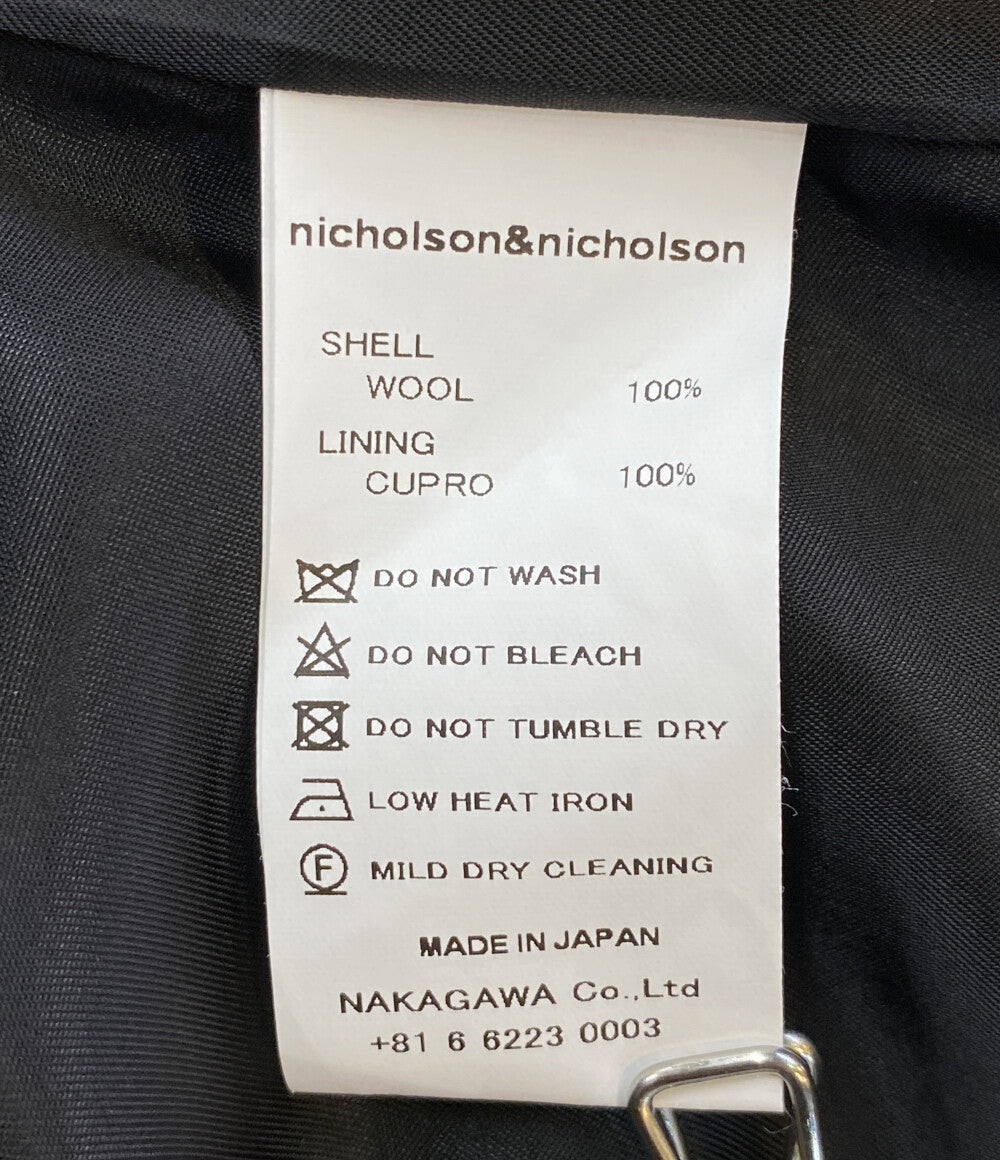 nicholson&nicholson
SHELL
WOOL 100%
LINING
CUPRO 100%
DO NOT WASH
DO NOT BLEACH
DO NOT TUMBLE DRY
LOW HEAT IRON
F MILD DRY CLEANING
MADE IN JAPAN
NAKAGAWA Co.,Ltd
+81 6 6223 0003